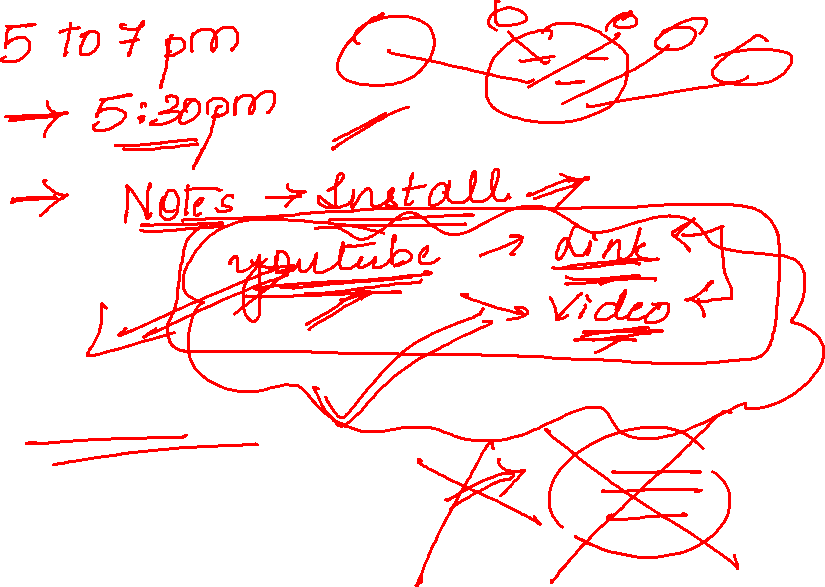 5 to 7 pm
→ 5:30pm
→ Notes → Install
youtube → Link
→ Video